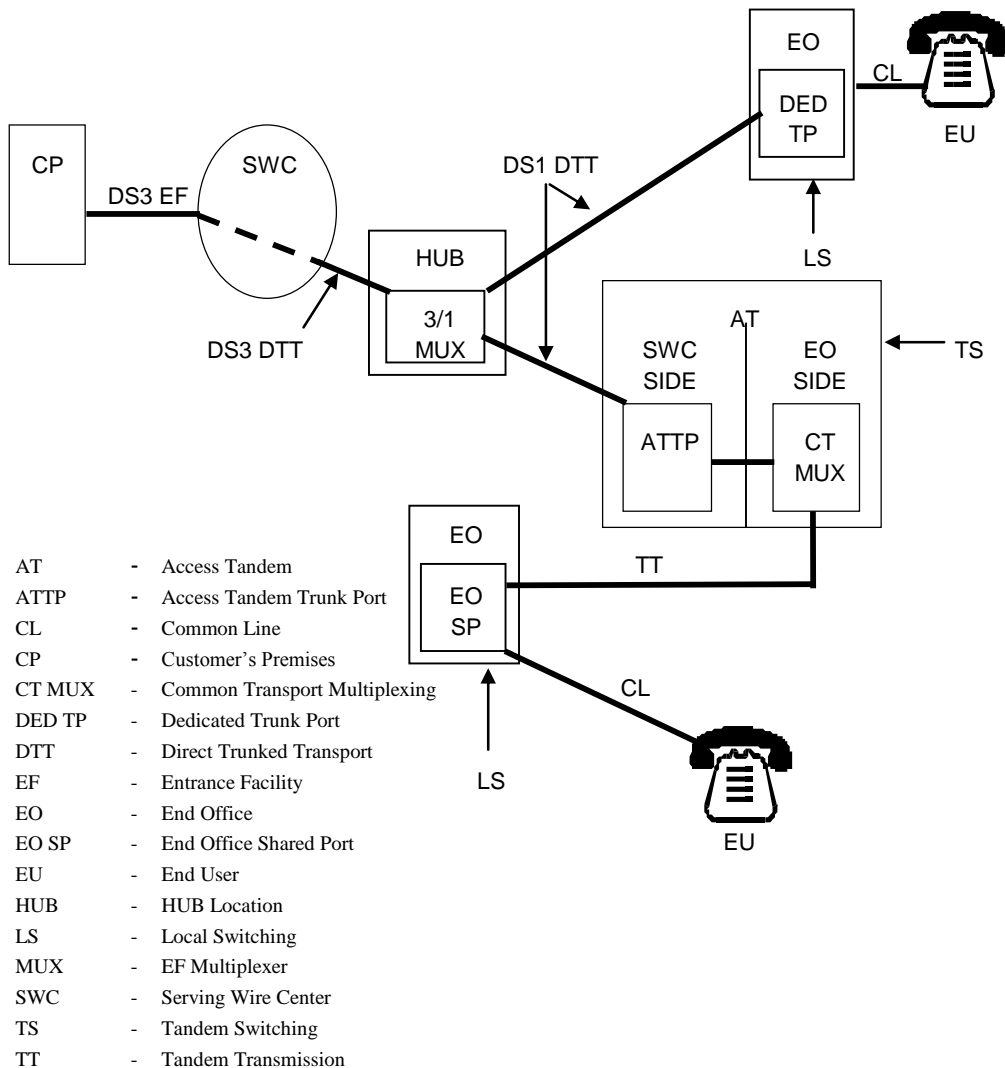 EO
CL
DED
TP
EU
CP
SWC
DS1 DTT
DS3 EF
LS
HUB
3/1
MUX
DS3 DTT
AT
SWC
SIDE
EO
SIDE
TS
ATTP
CT
MUX
EO
TT
EO
SP
CL
LS
EU
AT - Access Tandem
ATTP - Access Tandem Trunk Port
CL - Common Line
CP - Customer's Premises
CT MUX - Common Transport Multiplexing
DED TP - Dedicated Trunk Port
DTT - Direct Trunked Transport
EF - Entrance Facility
EO - End Office
EO SP - End Office Shared Port
EU - End User
HUB - HUB Location
LS - Local Switching
MUX - EF Multiplexer
SWC - Serving Wire Center
TS - Tandem Switching
TT - Tandem Transmission